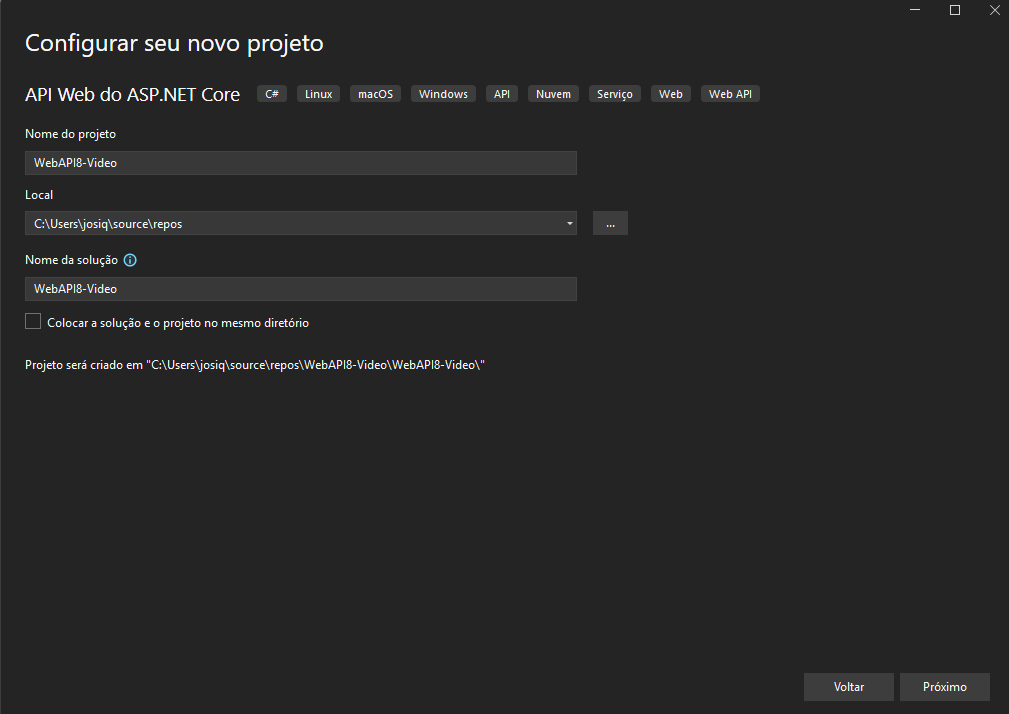 Configurar seu novo projeto
API Web do ASP.NET Core C# Linux macOS Windows API Nuvem Serviço Web Web API
Nome do projeto
WebAPI8-Video
Local
C:\Users\josiq\source\repos
...
Nome da solução
WebAPI8-Video
Colocar a solução e o projeto no mesmo diretório
Projeto será criado em "C:\Users\josiq\source\repos\WebAPI8-Video\WebAPI8-Video\"
Voltar Próximo